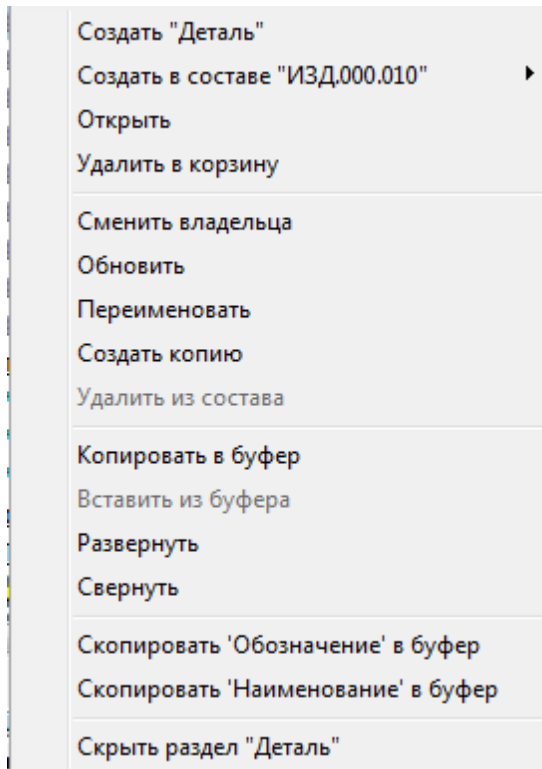 Создать "Деталь"
Создать в составе "ИЗД.000.010"
Открыть
Удалить в корзину
Сменить владельца
Обновить
Переименовать
Создать копию
Удалить из состава
Копировать в буфер
Вставить из буфера
Развернуть
Свернуть
Скопировать 'Обозначение' в буфер
Скопировать 'Наименование' в буфер
Скрыть раздел "Деталь"